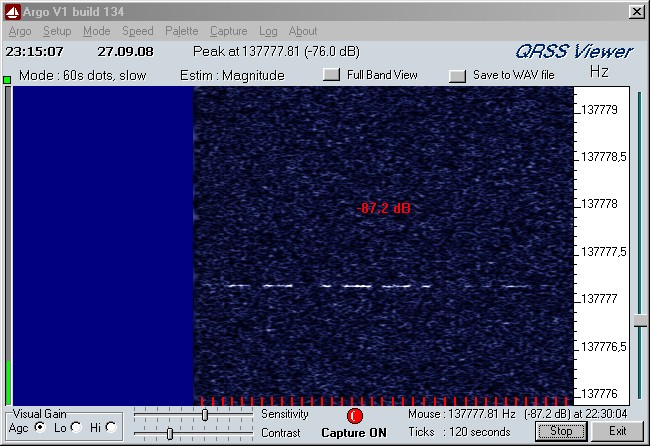 Argo V1 build 134
Argo Setup Mode Speed Palette Capture Log About
23:15:07 27.09.08 Peak at 137777.81 (-76.0 dB) QRSS Viewer
Mode : 60s dots, slow Estim : Magnitude Full Band View Save to WAV file Hz
137779
137778,5
137778
-87,2 dB
137777,5
137777
137776,5
137776
Visual Gain
Agc Lo Hi
Sensitivity
Contrast
Capture ON
Mouse : 137777.81 Hz (-87.2 dB) at 22:30:04
Ticks : 120 seconds
Stop
Exit